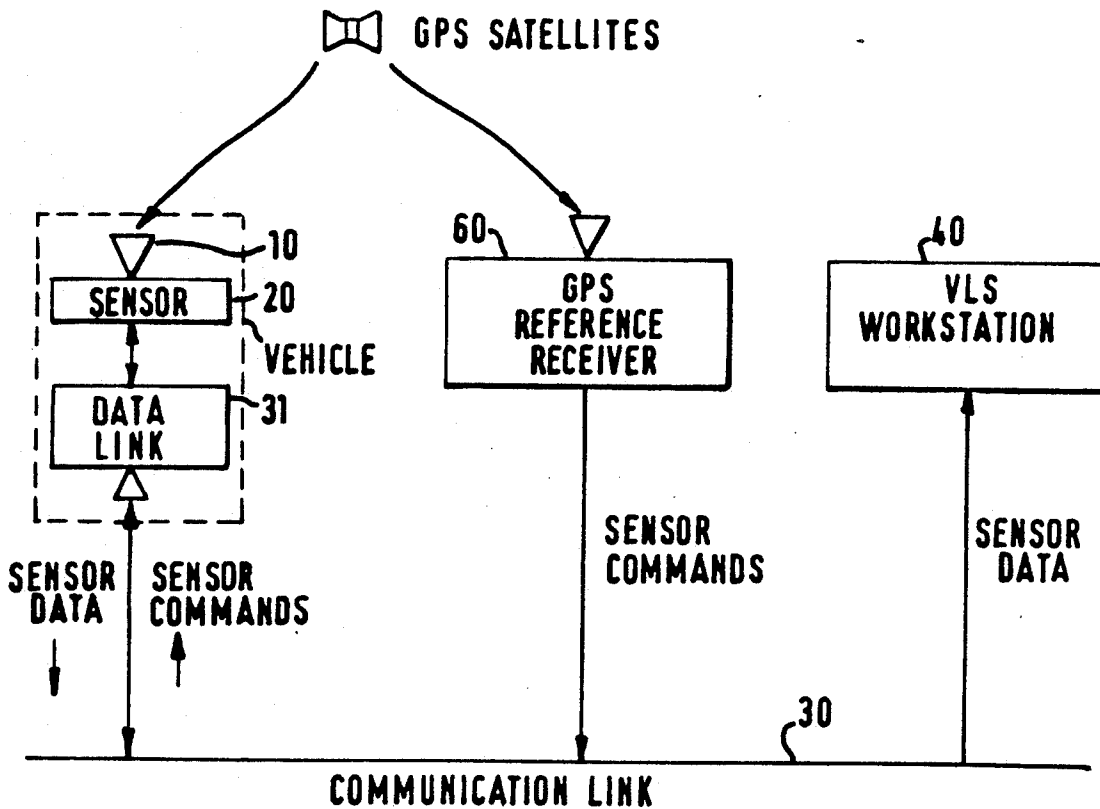 GPS SATELLITES
10
SENSOR
20
VEHICLE
DATA
LINK
31
60
GPS
REFERENCE
RECEIVER
40
VLS
WORKSTATION
SENSOR
DATA
SENSOR
COMMANDS
SENSOR
COMMANDS
SENSOR
DATA
30
COMMUNICATION LINK